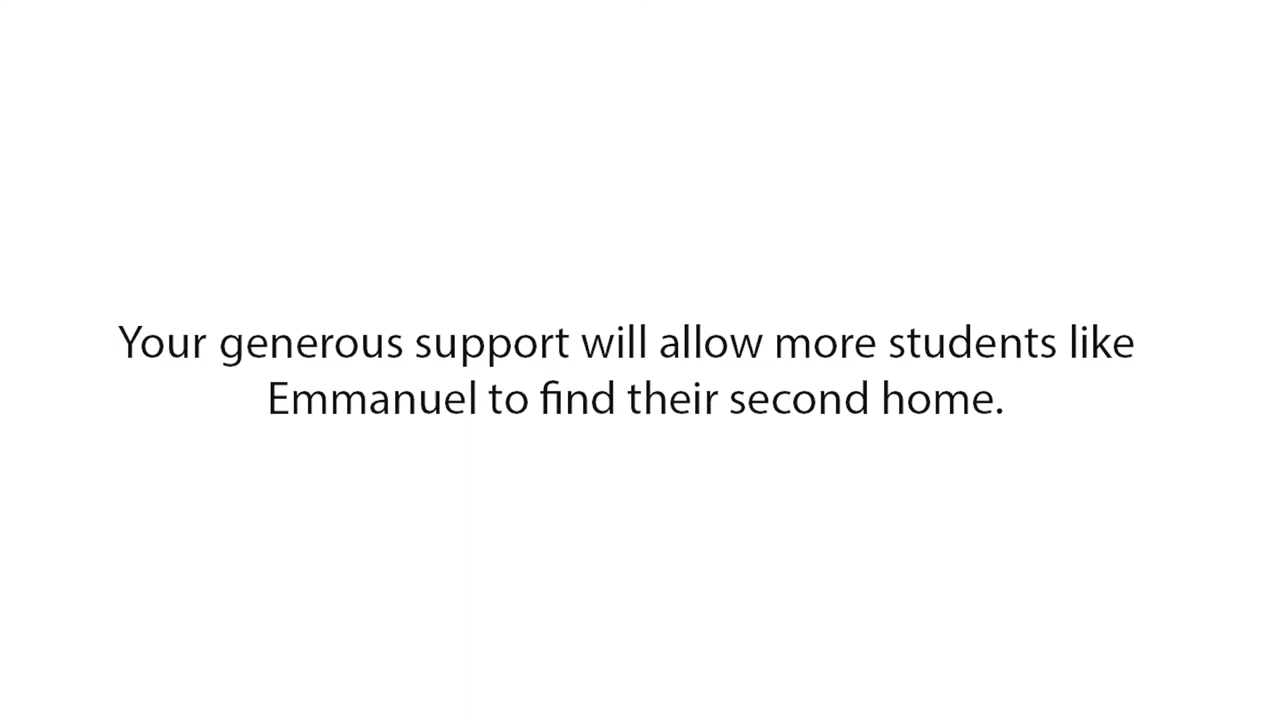 Your generous support will allow more students like
Emmanuel to find their second home.